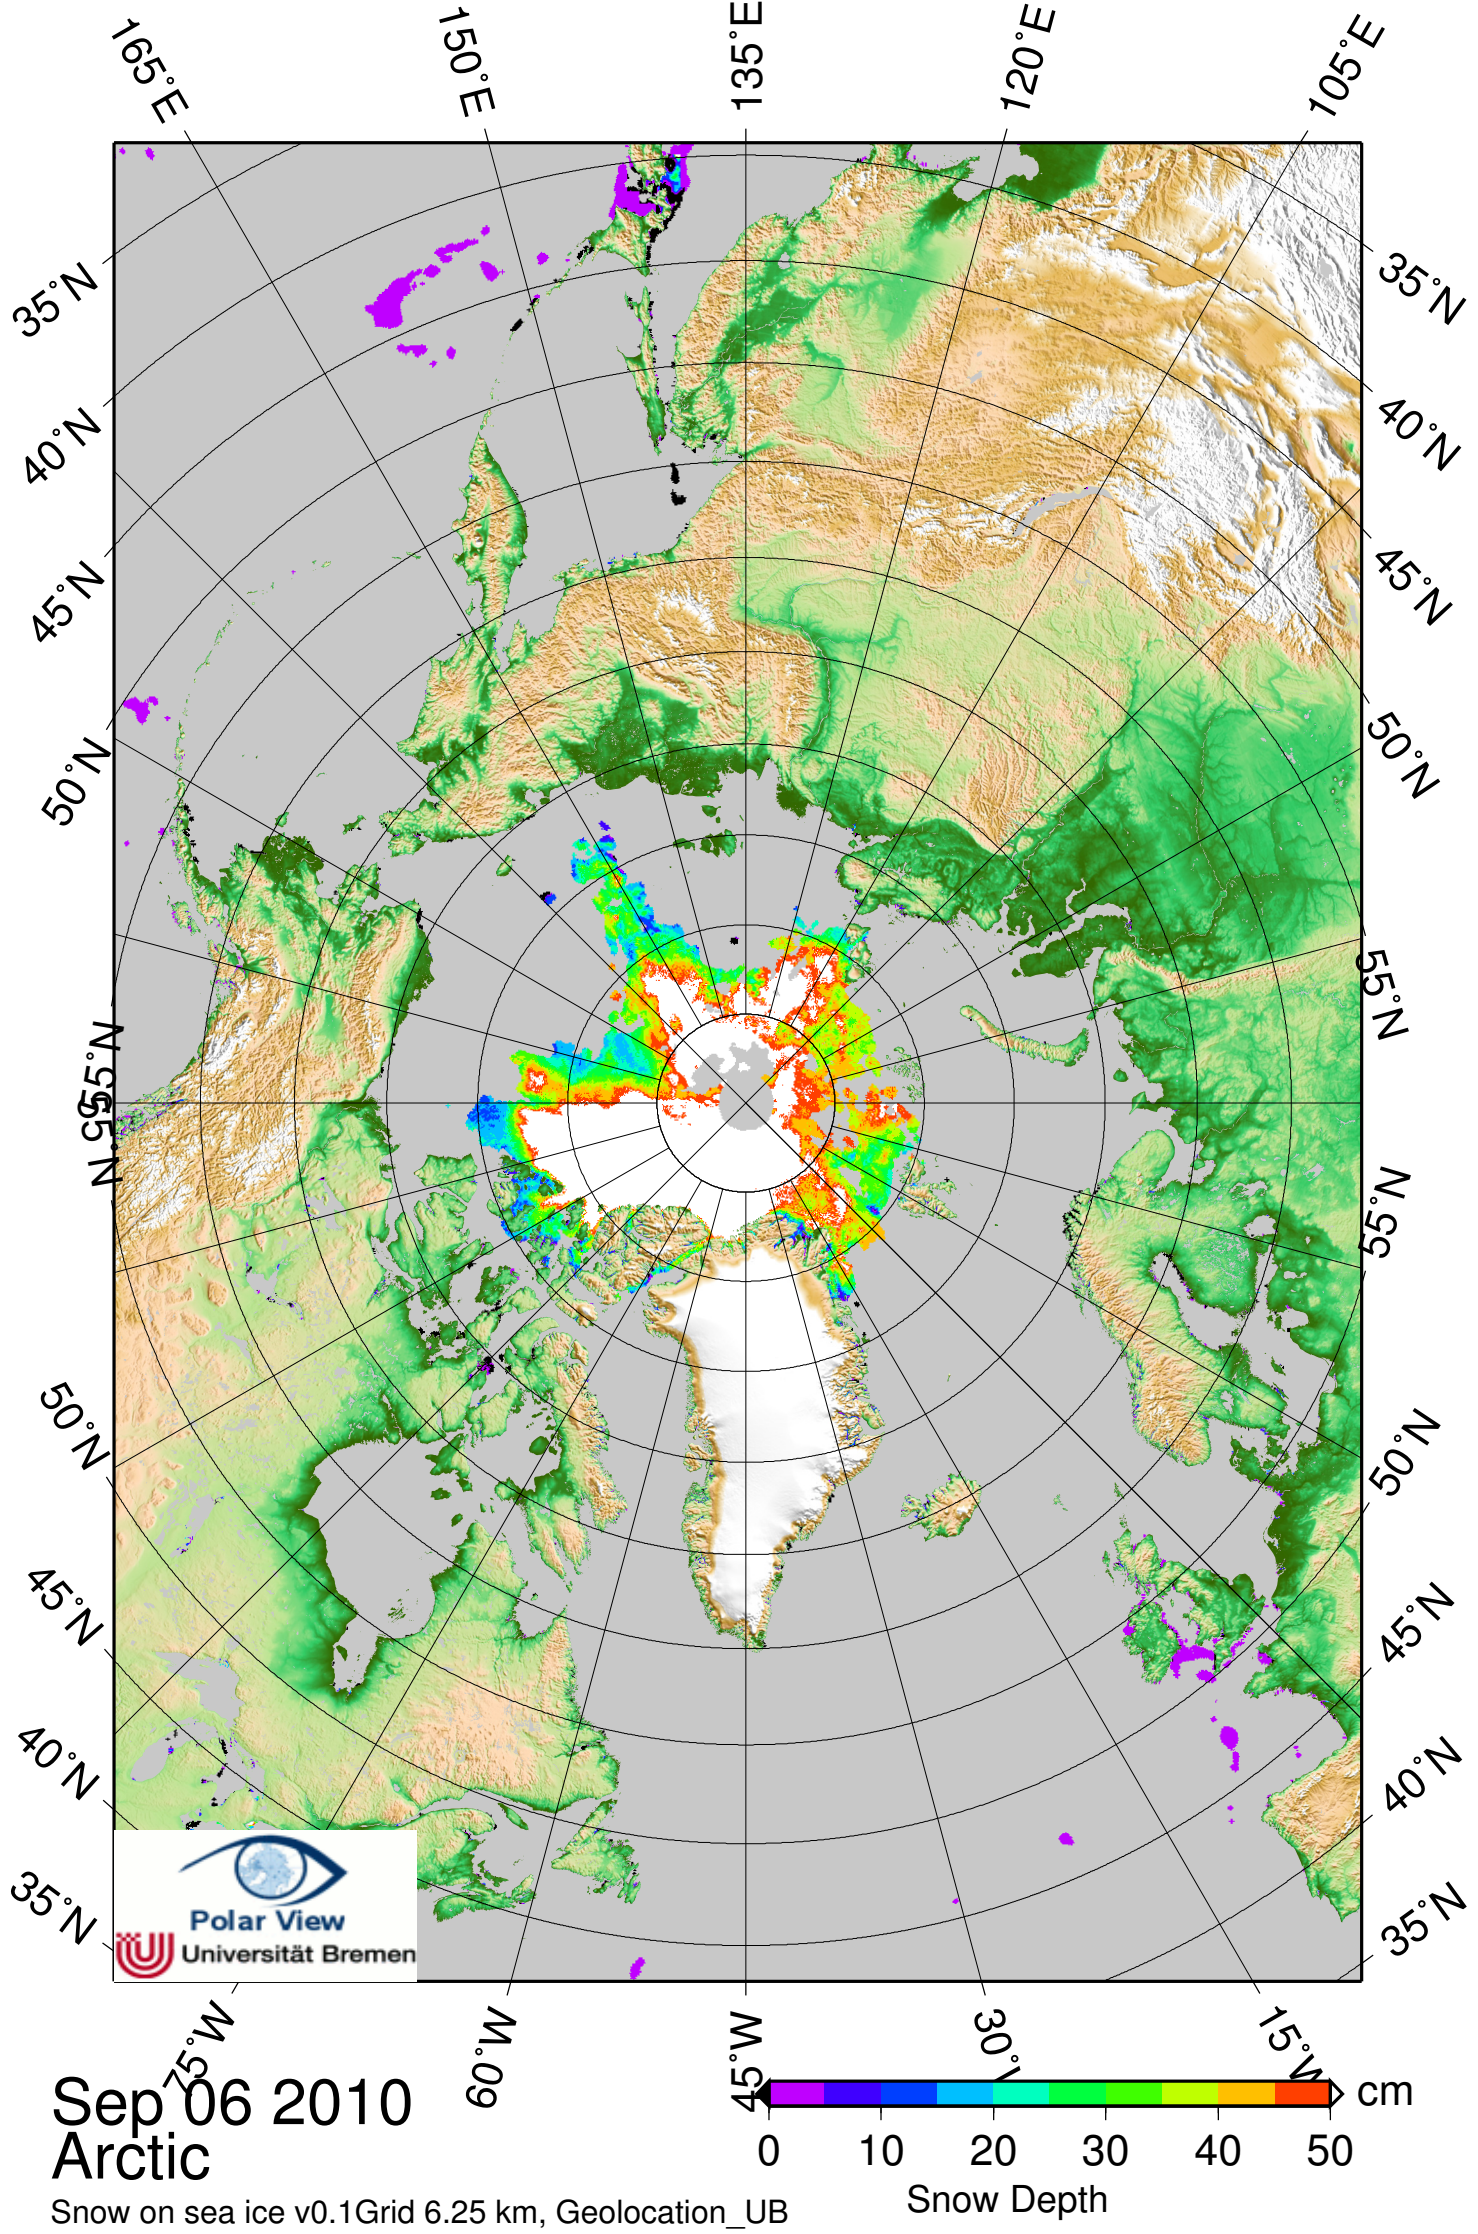 165°E 150°E 135°E 120°E 105°E
35°N 35°N
40°N 40°N
45°N 45°N
50°N 50°N
55°N 55°N
55°N 55°N
50°N 50°N
45°N 45°N
40°N 40°N
35°N 35°N
Polar View
Universität Bremen
75°W 60°W 45°W 30°W 15°W
Sep 06 2010
Arctic
cm
0 10 20 30 40 50
Snow Depth
Snow on sea ice v0.1Grid 6.25 km, Geolocation_UB